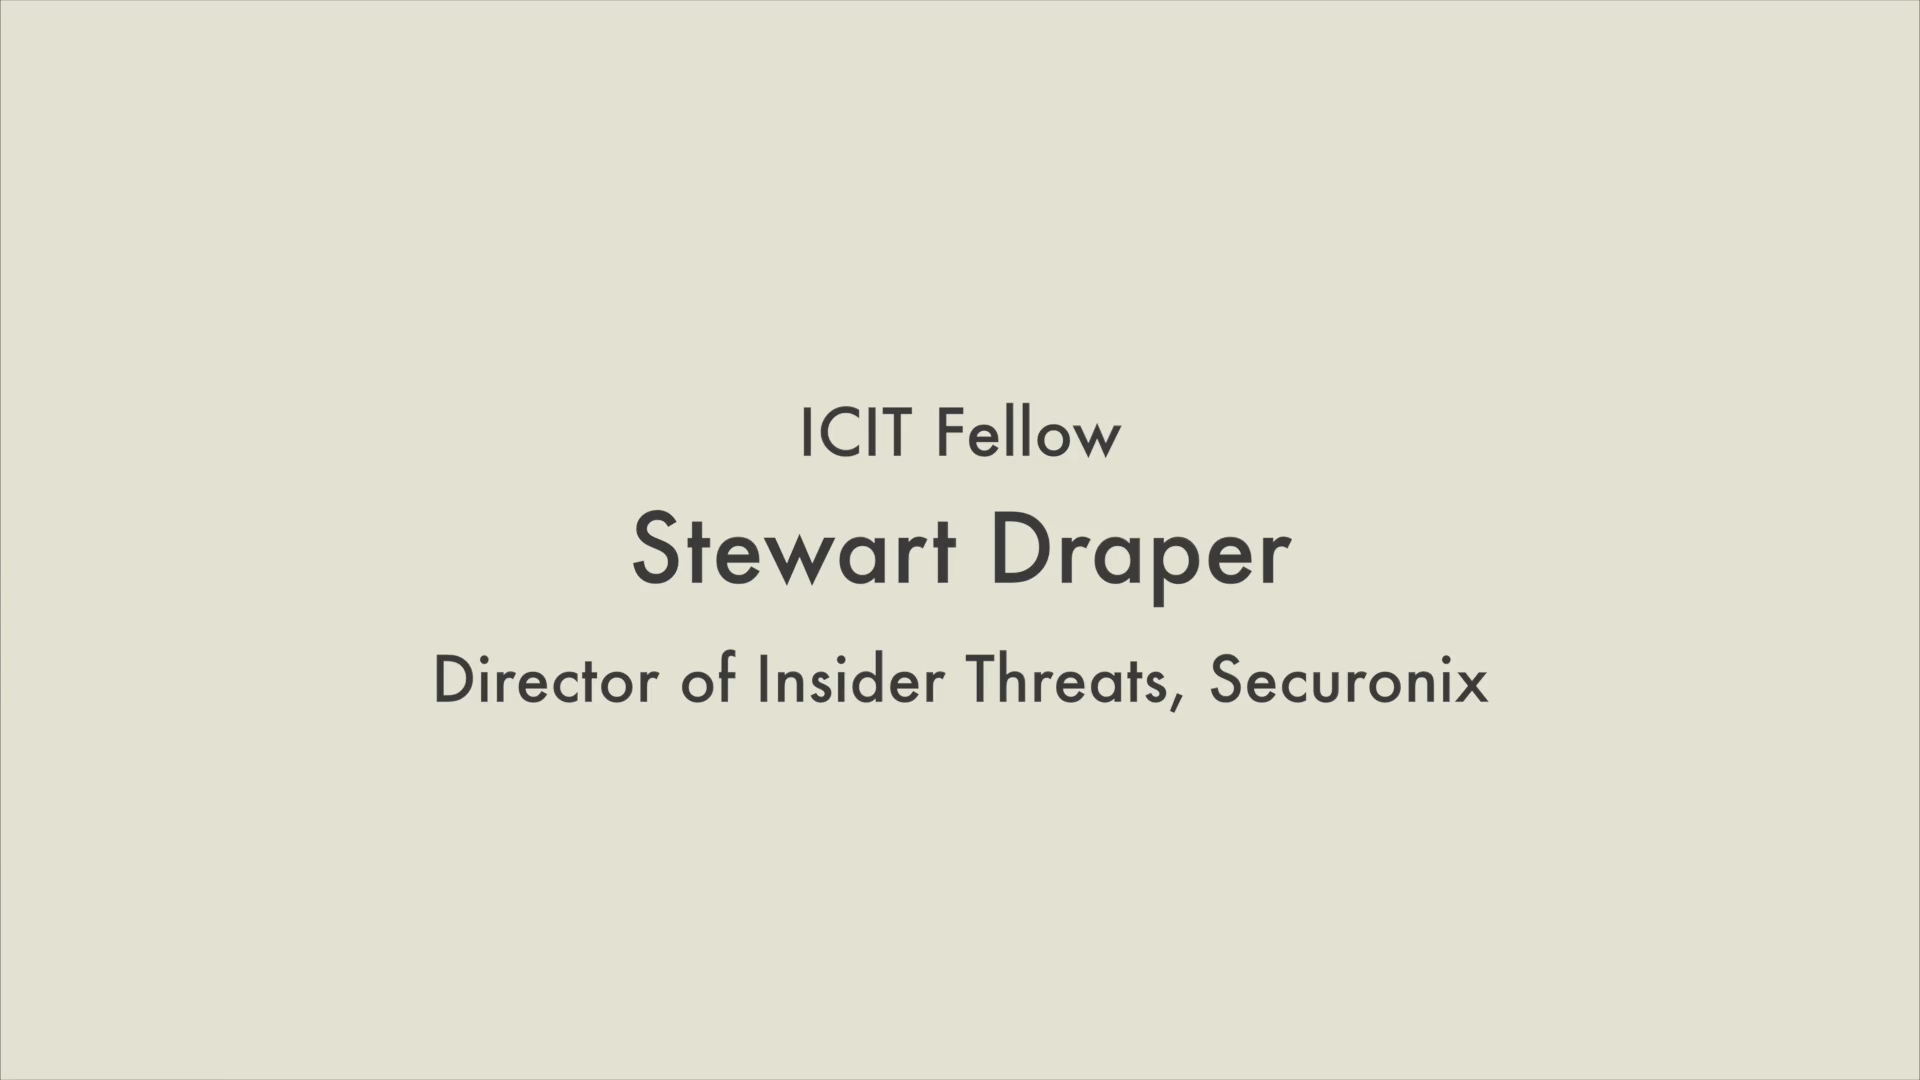 ICIT Fellow
Stewart Draper
Director of Insider Threats, Securonix